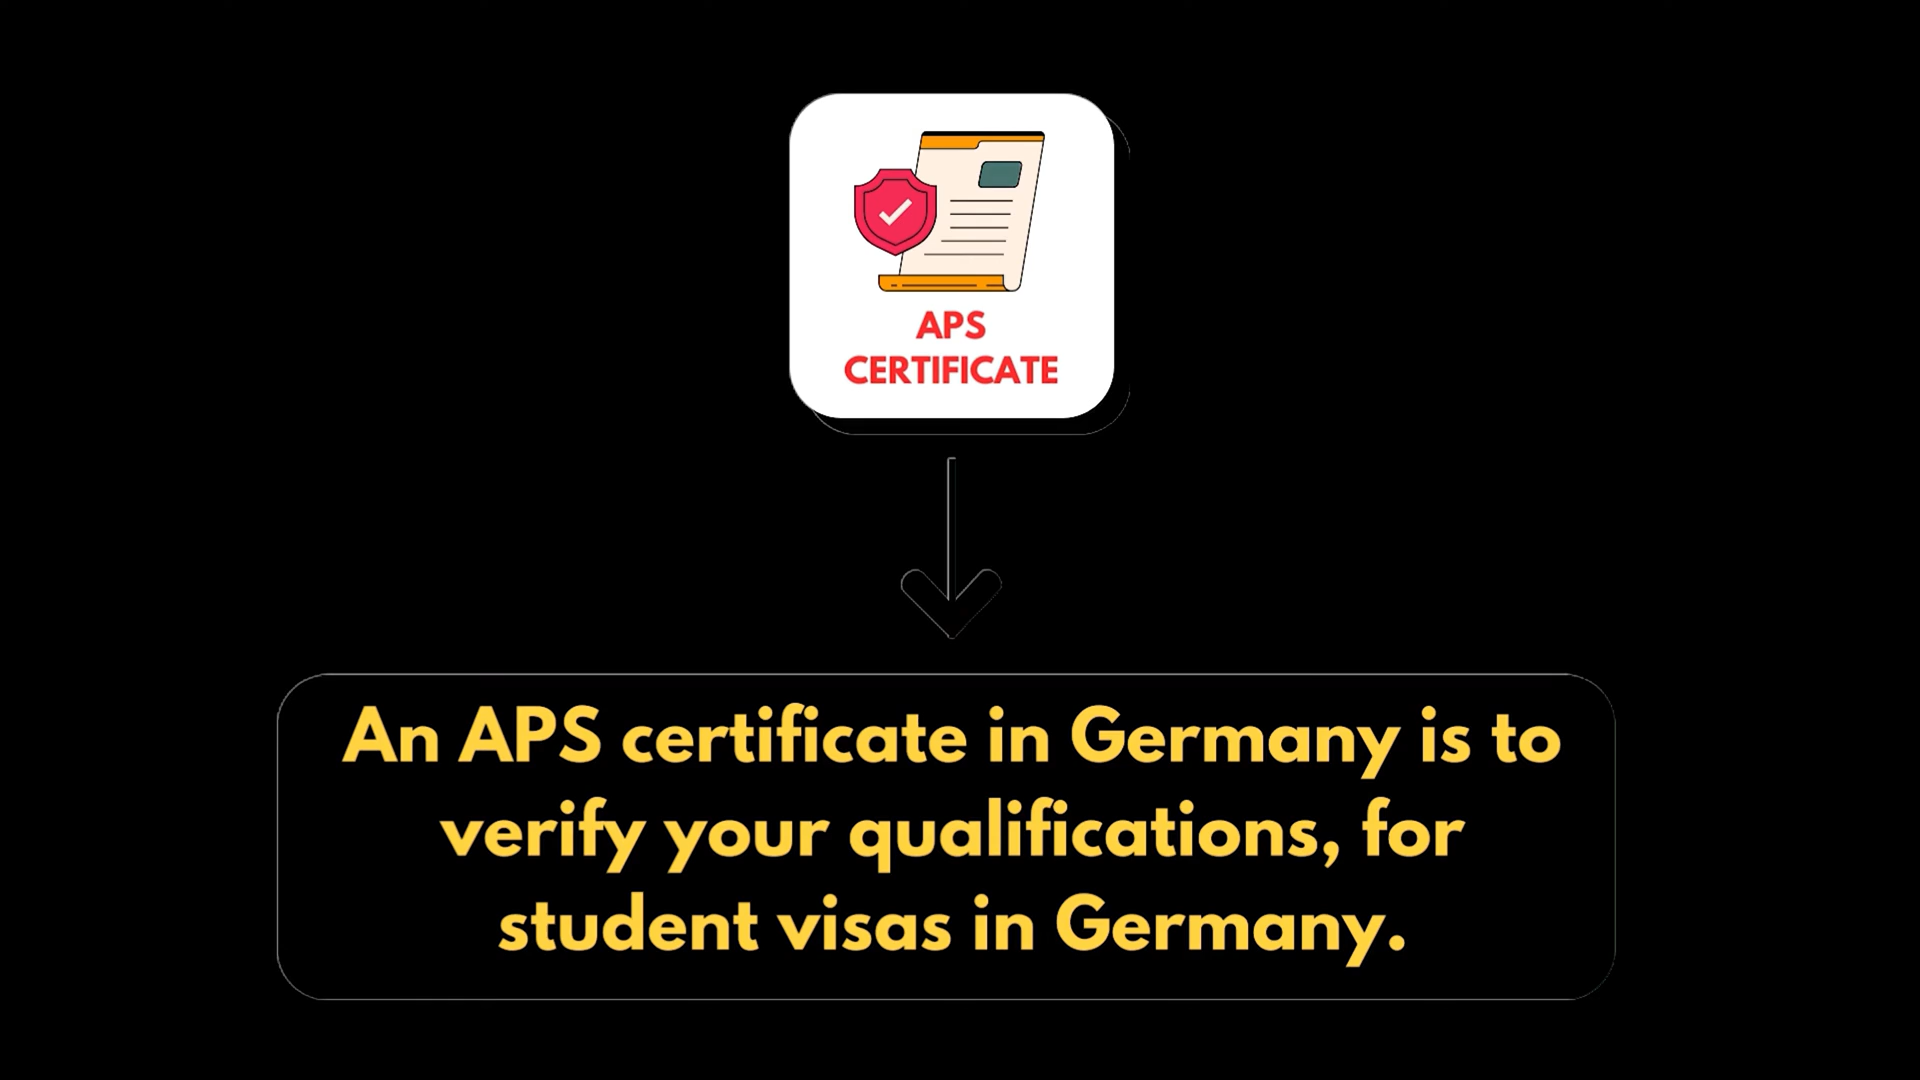 APS
CERTIFICATE
An APS certificate in Germany is to
verify your qualifications, for
student visas in Germany.